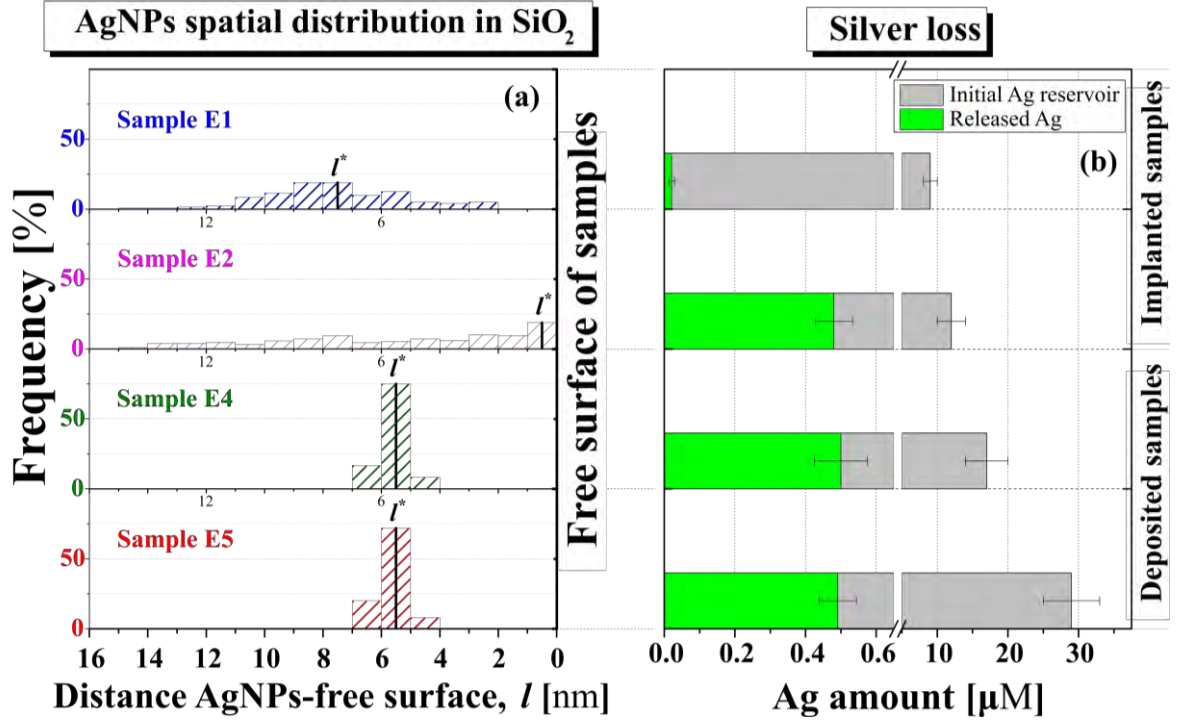 AgNPs spatial distribution in SiO₂
Silver loss
(a)
Sample E1
50
0
l*
12
6
Sample E2
50
0
l*
12
6
Sample E4
50
0
l*
12
6
Sample E5
50
0
l*
16 14 12 10 8 6 4 2 0
Frequency [%]
Distance AgNPs-free surface, l [nm]
Free surface of samples
Initial Ag reservoir
Released Ag
(b)
0.0 0.2 0.4 0.6 10 20 30
Ag amount [µM]
Implanted samples
Deposited samples